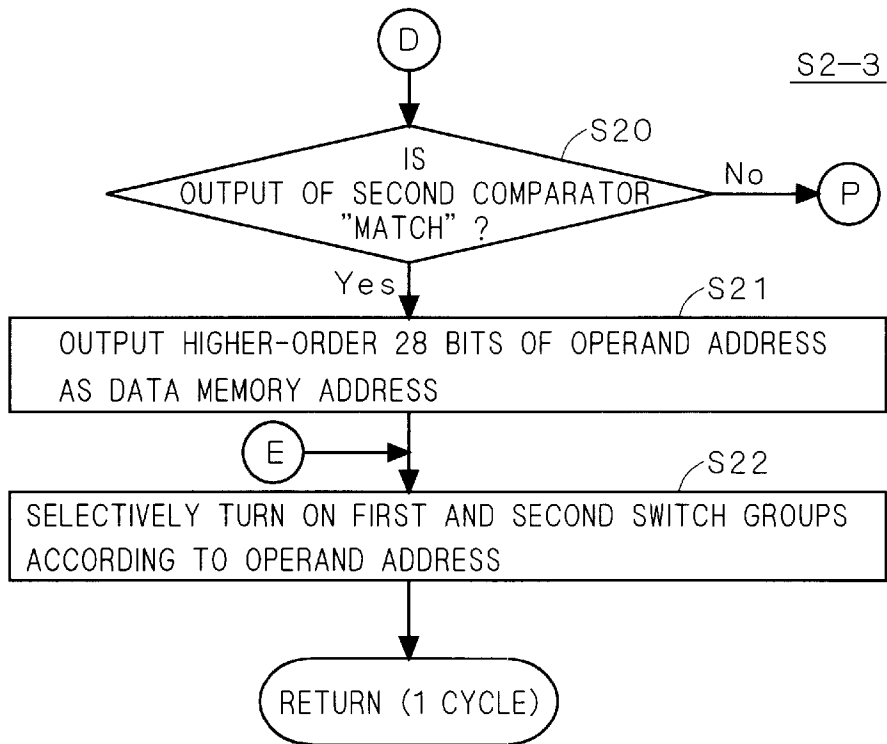 D
S2-3
S20
IS
OUTPUT OF SECOND COMPARATOR
"MATCH" ?
No
P
Yes
S21
OUTPUT HIGHER-ORDER 28 BITS OF OPERAND ADDRESS
AS DATA MEMORY ADDRESS
E
S22
SELECTIVELY TURN ON FIRST AND SECOND SWITCH GROUPS
ACCORDING TO OPERAND ADDRESS
RETURN (1 CYCLE)